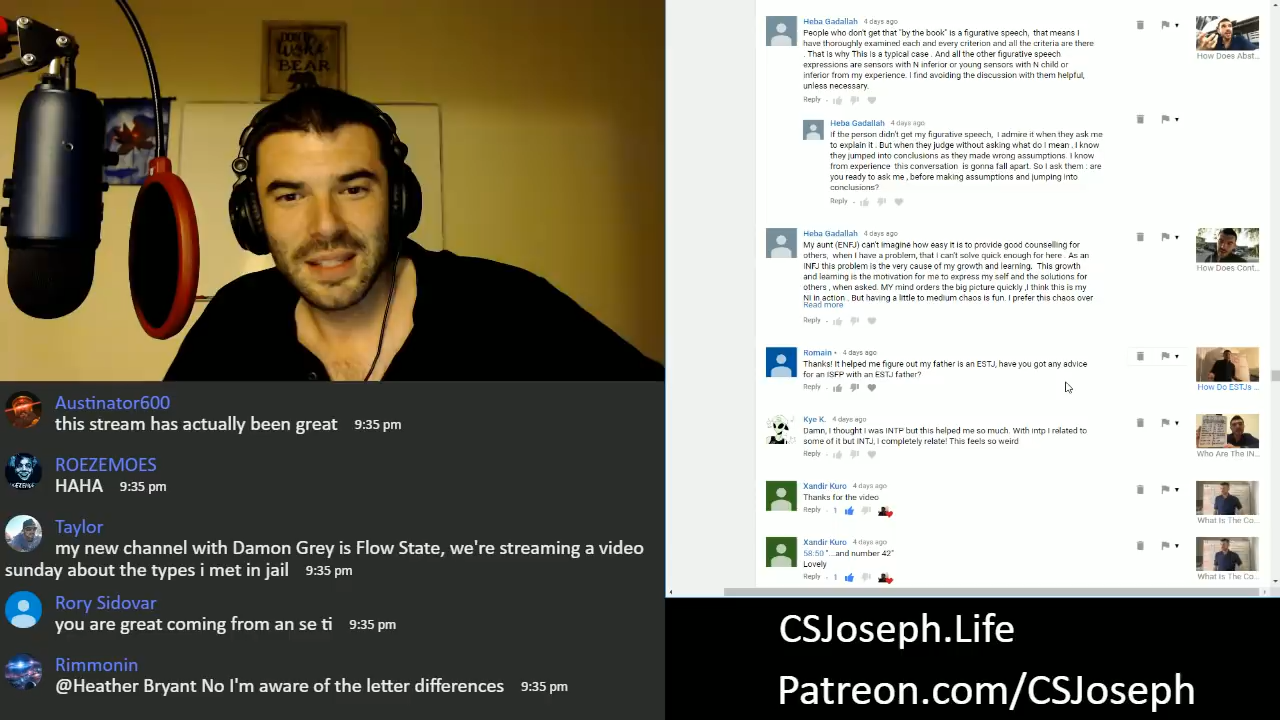 DON'T
wake
the
BEAR
Austinator600
this stream has actually been great 9:35 pm
ROEZEMOES
HAHA 9:35 pm
Taylor
my new channel with Damon Grey is Flow State, we're streaming a video
sunday about the types i met in jail 9:35 pm
Rory Sidovar
you are great coming from an se ti 9:35 pm
Rimmonin
@Heather Bryant No I'm aware of the letter differences 9:35 pm
Heba Gadallah 4 days ago
People who don't get that "by the book" is a figurative speech, that means I
have thoroughly examined each and every criterion and all the criteria are there
. That is why This is a typical case . And all the other figurative speech
expressions are sensors with N inferior or young sensors with N child or
inferior from my experience. I find avoiding the discussion with them helpful,
unless necessary.
Reply
How Does Abst...
Heba Gadallah 4 days ago
If the person didn't get my figurative speech, I admire it when they ask me
to explain it . But when they judge without asking what do I mean . I know
they jumped into conclusions as they made wrong assumptions. I know
from experience this conversation is gonna fall apart. So I ask them : are
you ready to ask me , before making assumptions and jumping into
conclusions?
Reply
Heba Gadallah 4 days ago
My aunt (ENFJ) can't imagine how easy it is to provide good counselling for
others, when I have a problem, that I can't solve quick enough for here . As an
INFJ this problem is the very cause of my growth and learning. This growth
and learning is the motivation for me to express my self and the solutions for
others , when asked. MY mind orders the big picture quickly ,I think this is my
NI in action . But having a little to medium chaos is fun. I prefer this chaos over
Read more
Reply
How Does Cont...
Romain • 4 days ago
Thanks! It helped me figure out my father is an ESTJ, have you got any advice
for an ISFP with an ESTJ father?
Reply
How Do ESTJs ...
Kye K. 4 days ago
Damn, I thought I was INTP but this helped me so much. With intp I related to
some of it but INTJ, I completely relate! This feels so weird
Reply
Who Are The IN...
Xandir Kuro 4 days ago
Thanks for the video
Reply 1
What Is The Co...
Xandir Kuro 4 days ago
58:50 "...and number 42"
Lovely
Reply 1
What Is The Co...
CSJoseph.Life
Patreon.com/CSJoseph